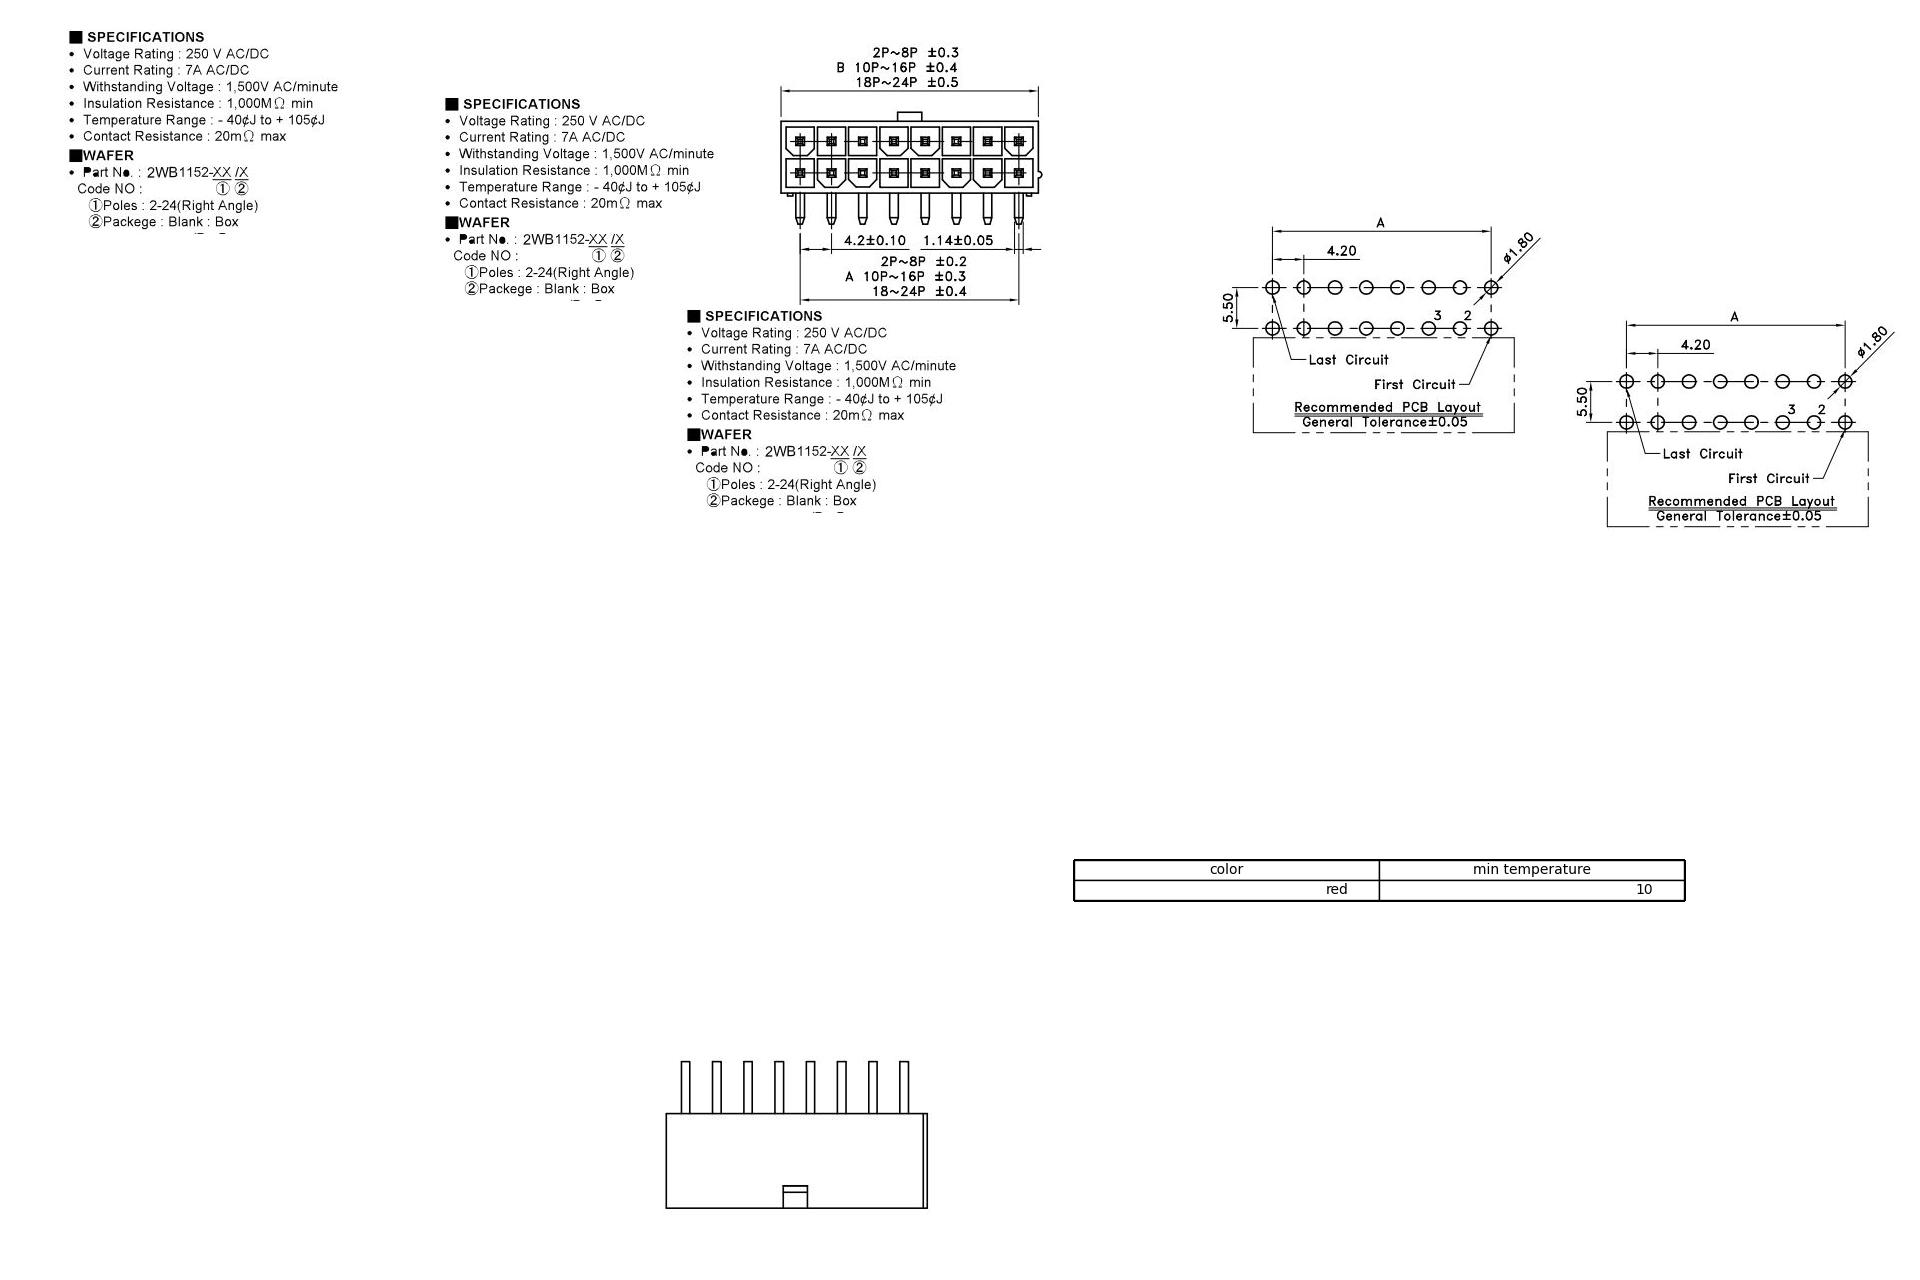 ■ SPECIFICATIONS
• Voltage Rating : 250 V AC/DC
• Current Rating : 7A AC/DC
• Withstanding Voltage : 1,500V AC/minute
• Insulation Resistance : 1,000MΩ min
• Temperature Range : - 40¢J to + 105¢J
• Contact Resistance : 20mΩ max
■WAFER
• Part No. : 2WB1152-XX /X
Code NO : ① ②
①Poles : 2-24(Right Angle)
②Packege : Blank : Box
■ SPECIFICATIONS
• Voltage Rating : 250 V AC/DC
• Current Rating : 7A AC/DC
• Withstanding Voltage : 1,500V AC/minute
• Insulation Resistance : 1,000MΩ min
• Temperature Range : - 40¢J to + 105¢J
• Contact Resistance : 20mΩ max
■WAFER
• Part No. : 2WB1152-XX /X
Code NO : ① ②
①Poles : 2-24(Right Angle)
②Packege : Blank : Box
2P~8P ±0.3
B 10P~16P ±0.4
18P~24P ±0.5
4.2±0.10 1.14±0.05
2P~8P ±0.2
A 10P~16P ±0.3
18~24P ±0.4
■ SPECIFICATIONS
• Voltage Rating : 250 V AC/DC
• Current Rating : 7A AC/DC
• Withstanding Voltage : 1,500V AC/minute
• Insulation Resistance : 1,000MΩ min
• Temperature Range : - 40¢J to + 105¢J
• Contact Resistance : 20mΩ max
■WAFER
• Part No. : 2WB1152-XX /X
Code NO : ① ②
①Poles : 2-24(Right Angle)
②Packege : Blank : Box
A
4.20
ø1.80
5.50
3 2
Last Circuit
First Circuit
Recommended PCB Layout
General Tolerance±0.05
A
4.20
ø1.80
5.50
3 2
Last Circuit
First Circuit
Recommended PCB Layout
General Tolerance±0.05
color min temperature
red 10